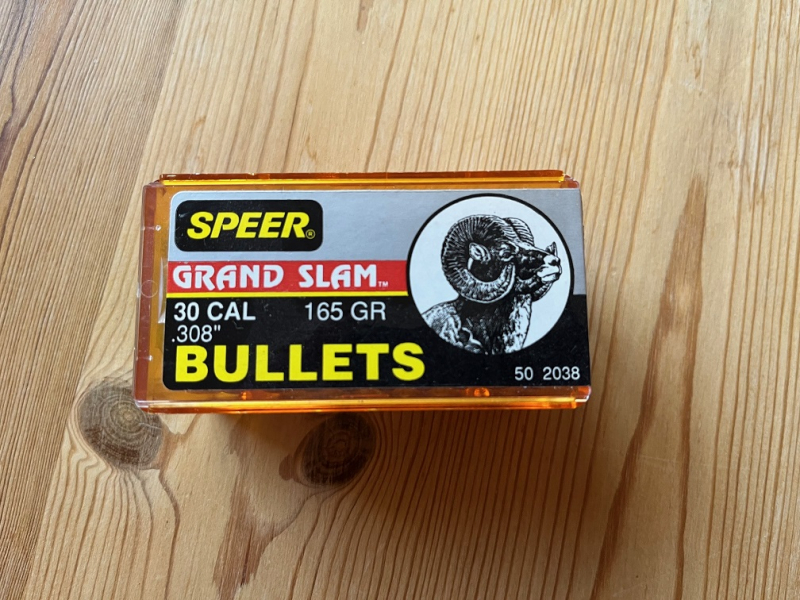 SPEER®
GRAND SLAM™
30 CAL 165 GR
.308"
BULLETS
50 2038